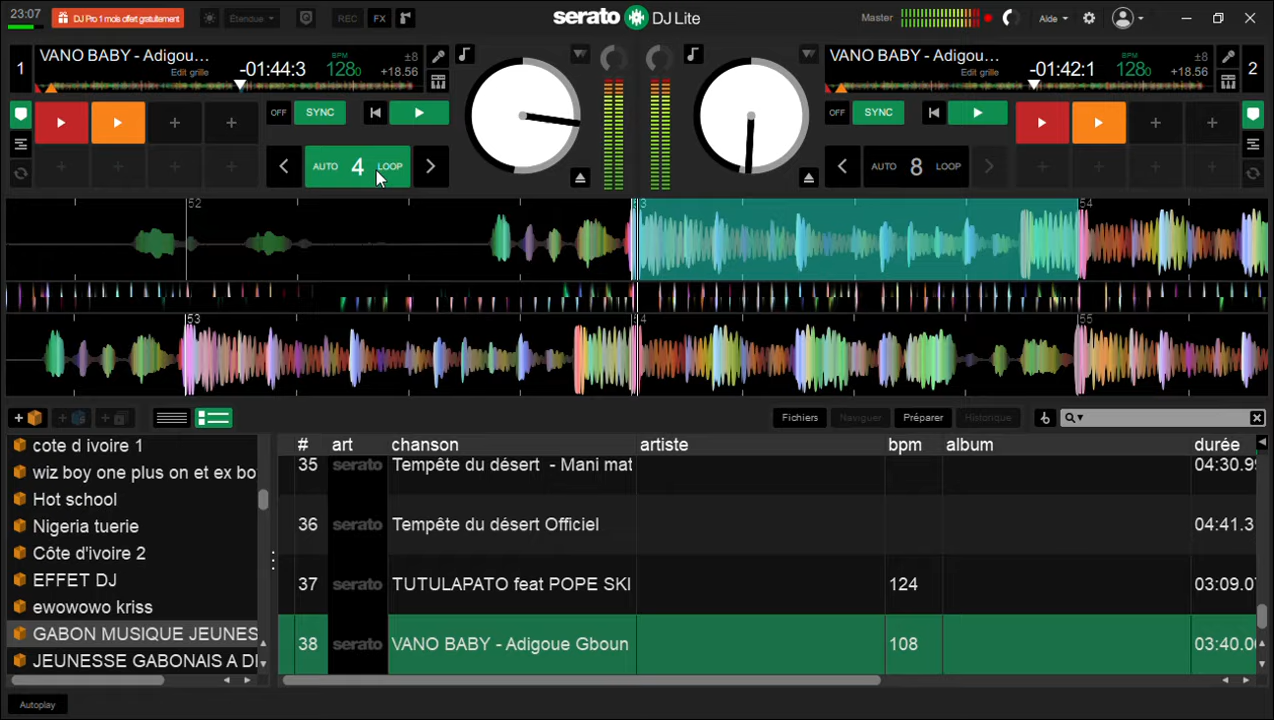 23:07 DJ Pro 1 mois offert gratuitement Étendue REC FX serato DJ Lite Master Aide
1 VANO BABY - Adigou... Edit grille -01:44:3 BPM 128.0 ±8 +18.56
VANO BABY - Adigou... Edit grille -01:42:1 BPM 128.0 ±8 +18.56 2
OFF SYNC
OFF SYNC
AUTO 4 LOOP
AUTO 8 LOOP
52 54
53 55
Fichiers Naviguer Préparer Historique
# art chanson artiste bpm album durée
cote d ivoire 1
wiz boy one plus on et ex bo
Hot school
Nigeria tuerie
Côte d'ivoire 2
EFFET DJ
ewowowo kriss
GABON MUSIQUE JEUNES
JEUNESSE GABONAIS A D
35 serato Tempête du désert - Mani mat 04:30.9
36 serato Tempête du désert Officiel 04:41.3
37 serato TUTULAPATO feat POPE SKI 124 03:09.0
38 serato VANO BABY - Adigoue Gboun 108 03:40.0
Autoplay